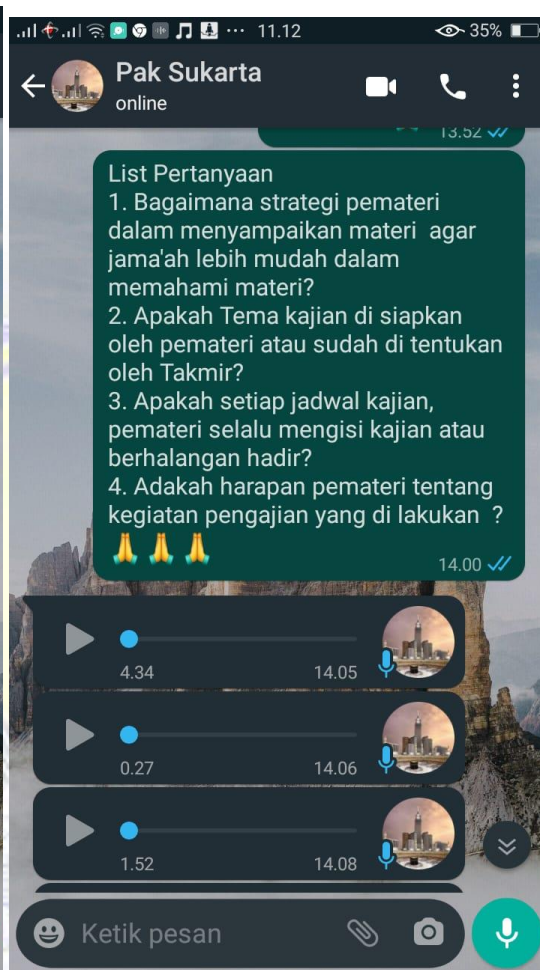 11.12
35%
Pak Sukarta
online
13.52
List Pertanyaan
1. Bagaimana strategi pemateri
dalam menyampaikan materi agar
jama'ah lebih mudah dalam
memahami materi?
2. Apakah Tema kajian di siapkan
oleh pemateri atau sudah di tentukan
oleh Takmir?
3. Apakah setiap jadwal kajian,
pemateri selalu mengisi kajian atau
berhalangan hadir?
4. Adakah harapan pemateri tentang
kegiatan pengajian yang di lakukan ?
🙏🙏🙏
14.00
4.34 14.05
0.27 14.06
1.52 14.08
Ketik pesan